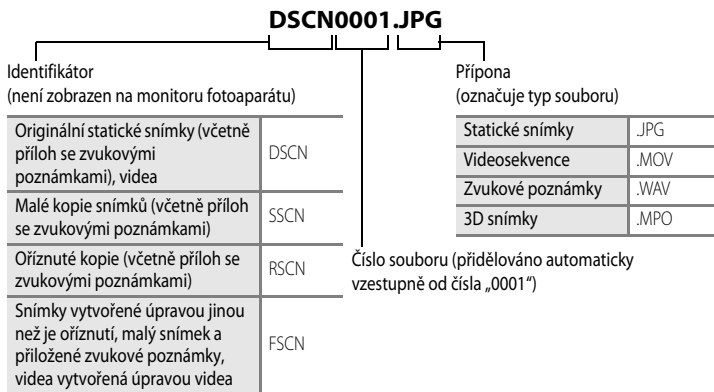 DSCN0001.JPG
Identifikátor
(není zobrazen na monitoru fotoaparátu)
Originální statické snímky (včetně
příloh se zvukovými
poznámkami), videa
DSCN
Malé kopie snímků (včetně příloh
se zvukovými poznámkami)
SSCN
Oříznuté kopie (včetně příloh se
zvukovými poznámkami)
RSCN
Snímky vytvořené úpravou jinou
než je oříznutí, malý snímek a
přiložené zvukové poznámky,
videa vytvořená úpravou videa
FSCN
Přípona
(označuje typ souboru)
Statické snímky .JPG
Videosekvence .MOV
Zvukové poznámky .WAV
3D snímky .MPO
Číslo souboru (přidělováno automaticky
vzestupně od čísla „0001“)